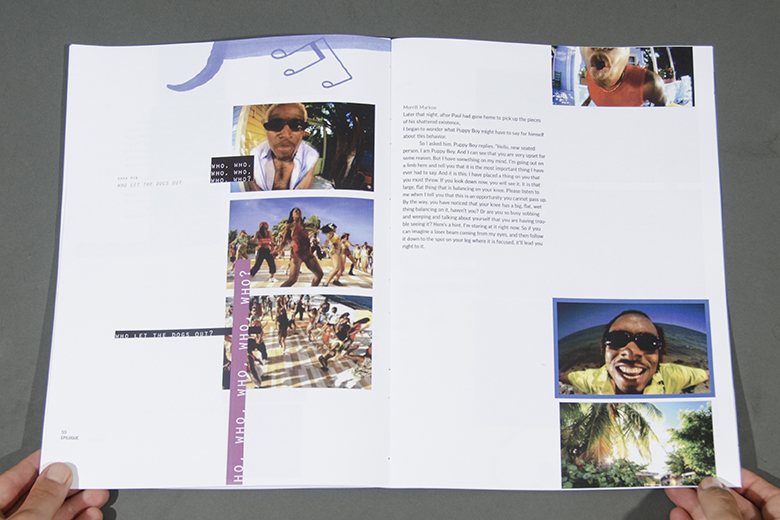 BAHA MEN
WHO LET THE DOGS OUT
WHO, WHO,
WHO, WHO,
WHO, WHO?
WHO LET THE DOGS OUT?
HO, WHO, WHO, WHO, WHO?
EPILOGUE
Merrill Markoe
Later that night, after Paul had gone home to pick up the pieces
of his shattered existence,
I began to wonder what Puppy Boy might have to say for himself
about this behavior.
So I asked him. Puppy Boy replies, "Hello, new seated
person. I am Puppy Boy. And I can see that you are very upset for
some reason. But I have something on my mind. I'm going out on
a limb here and tell you that it is the most important thing I have
ever had to say. And it is this: I have placed a thing on you that
you must throw. If you look down now, you will see it. It is that
large, flat thing that is balancing on your knee. Please listen to
me when I tell you that this is an opportunity you cannot pass up.
By the way, you have noticed that your knee has a big, flat, wet
thing balancing on it, haven't you? Or are you so busy sobbing
and weeping and talking about yourself that you are having trou-
ble seeing it? Here's a hint. I'm staring at it right now. So if you
can imagine a laser beam coming from my eyes, and then follow
it down to the spot on your leg where it is focused, it'll lead you
right to it.